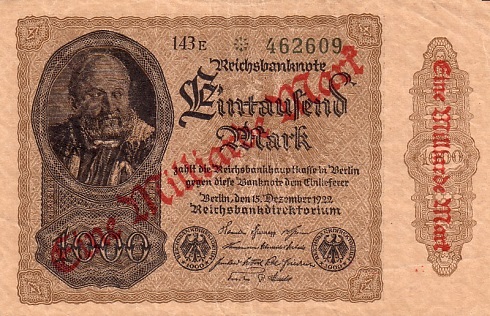 143E * 462609
Reichsbanknote
Eintausend
Mark
zahlt die Reichsbankhauptkasse in Berlin
gegen diese Banknote dem Einlieferer
Berlin, den 15. Dezember 1922
Reichsbankdirektorium
1000
Eine Milliarde Mark
Eine Milliarde Mark